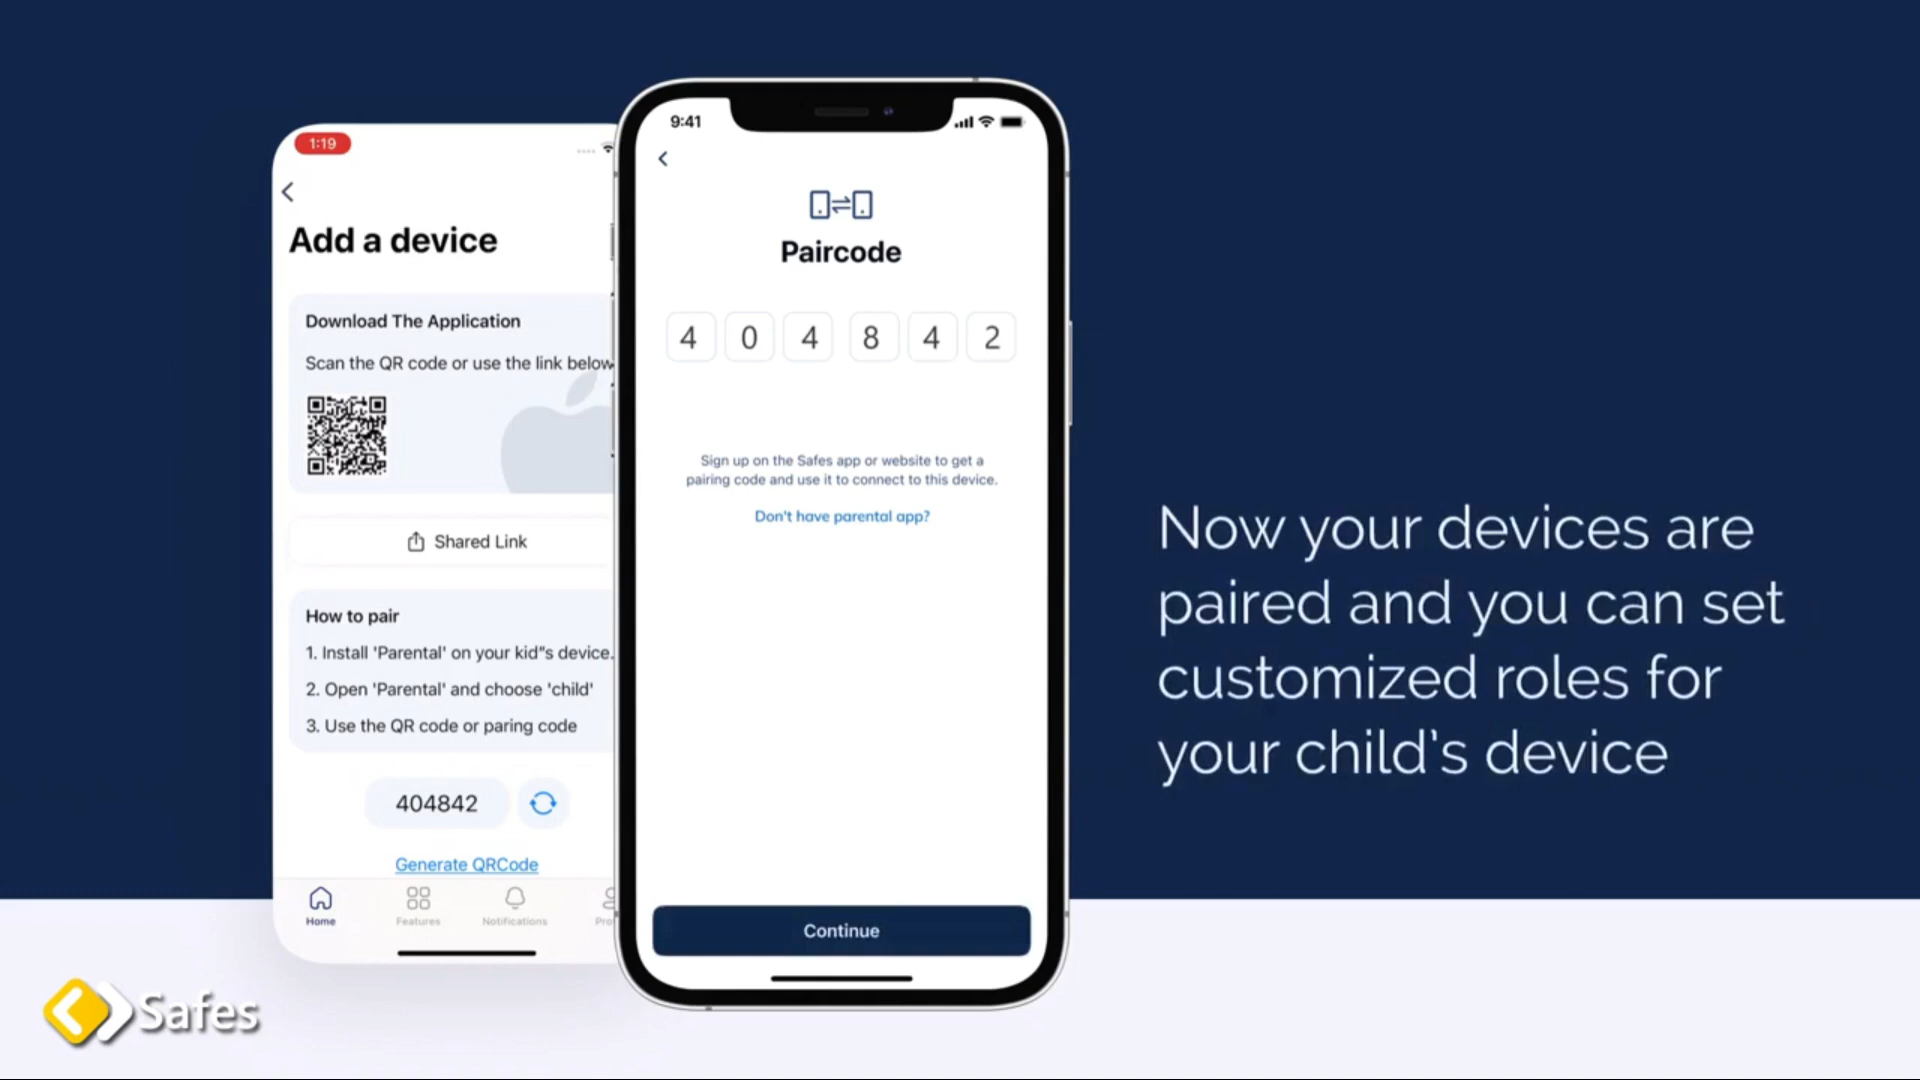 1:19
Add a device
Download The Application
Scan the QR code or use the link below
Shared Link
How to pair
1. Install 'Parental' on your kid"s device.
2. Open 'Parental' and choose 'child'
3. Use the QR code or paring code
404842
Generate QRCode
Home
Features
Notifications
9:41
Paircode
4 0 4 8 4 2
Sign up on the Safes app or website to get a
pairing code and use it to connect to this device.
Don't have parental app?
Continue
Now your devices are
paired and you can set
customized roles for
your child's device
Safes